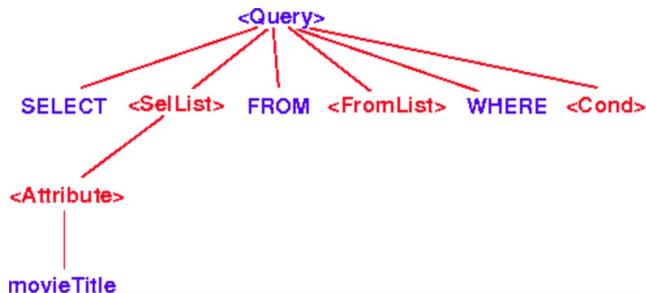 <Query>
SELECT <SelList> FROM <FromList> WHERE <Cond>
<Attribute>
movieTitle